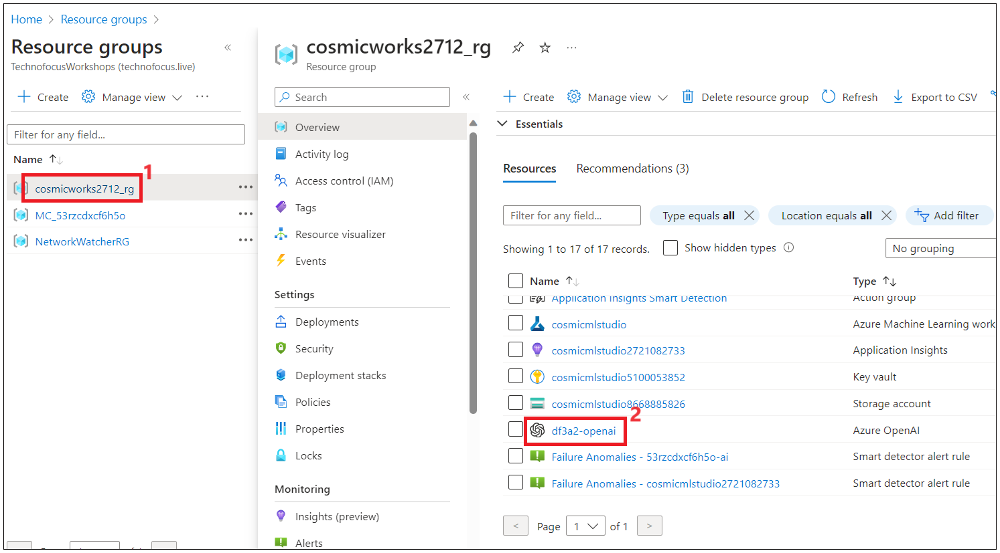 Home > Resource groups >
Resource groups
TechnofocusWorkshops (technofocus.live)
Create Manage view
Filter for any field...
Name
1
cosmicworks2712_rg
MC_53rzcdxcf6h5o
NetworkWatcherRG
cosmicworks2712_rg
Resource group
Search
Overview
Activity log
Access control (IAM)
Tags
Resource visualizer
Events
Settings
Deployments
Security
Deployment stacks
Policies
Properties
Locks
Monitoring
Insights (preview)
Alerts
Create Manage view Delete resource group Refresh Export to CSV
Essentials
Resources Recommendations (3)
Filter for any field... Type equals all Location equals all Add filter
Showing 1 to 17 of 17 records. Show hidden types No grouping
Name Type
Application Insights Smart Detection Action group
cosmicmlstudio Azure Machine Learning work
cosmicmlstudio2721082733 Application Insights
cosmicmlstudio5100053852 Key vault
cosmicmlstudio8668885826 Storage account
2
df3a2-openai Azure OpenAI
Failure Anomalies - 53rzcdxcf6h5o-ai Smart detector alert rule
Failure Anomalies - cosmicmlstudio2721082733 Smart detector alert rule
< Page 1 of 1 >